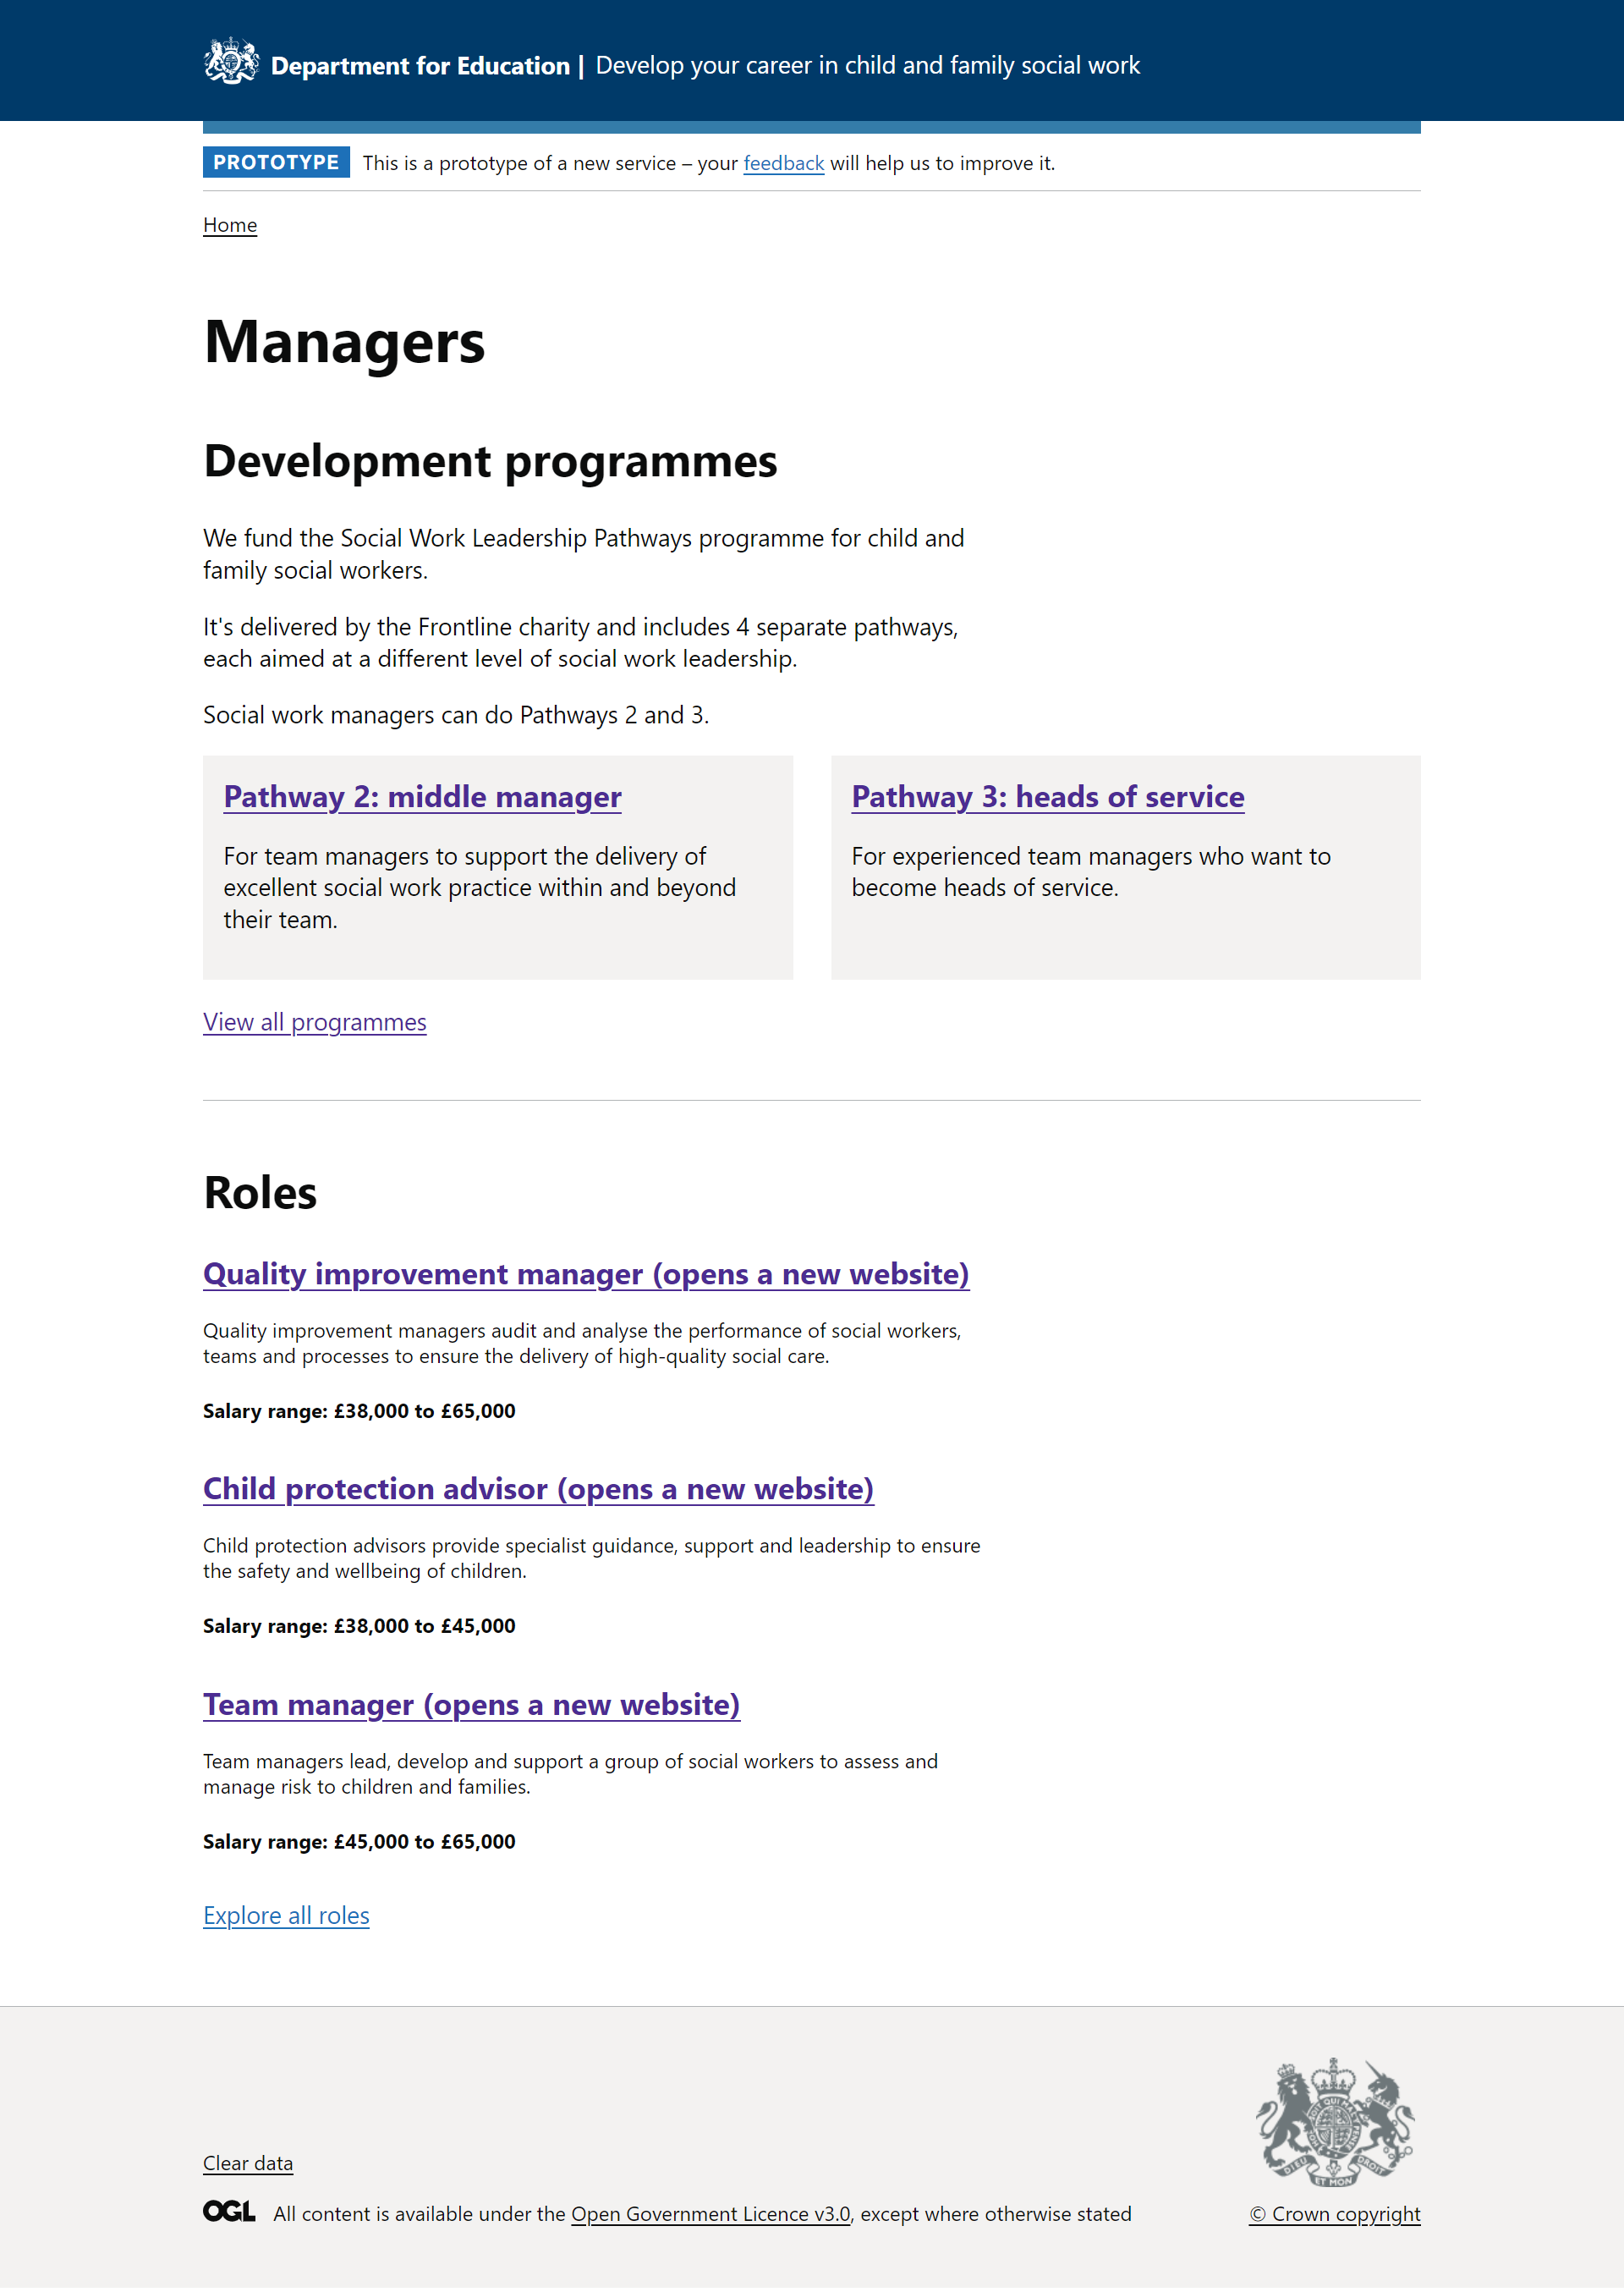 Department for Education | Develop your career in child and family social work
PROTOTYPE This is a prototype of a new service – your feedback will help us to improve it.
Home
Managers
Development programmes
We fund the Social Work Leadership Pathways programme for child and
family social workers.
It's delivered by the Frontline charity and includes 4 separate pathways,
each aimed at a different level of social work leadership.
Social work managers can do Pathways 2 and 3.
Pathway 2: middle manager
For team managers to support the delivery of
excellent social work practice within and beyond
their team.
Pathway 3: heads of service
For experienced team managers who want to
become heads of service.
View all programmes
Roles
Quality improvement manager (opens a new website)
Quality improvement managers audit and analyse the performance of social workers,
teams and processes to ensure the delivery of high-quality social care.
Salary range: £38,000 to £65,000
Child protection advisor (opens a new website)
Child protection advisors provide specialist guidance, support and leadership to ensure
the safety and wellbeing of children.
Salary range: £38,000 to £45,000
Team manager (opens a new website)
Team managers lead, develop and support a group of social workers to assess and
manage risk to children and families.
Salary range: £45,000 to £65,000
Explore all roles
Clear data
OGL All content is available under the Open Government Licence v3.0, except where otherwise stated
DIEU ET MON DROIT
© Crown copyright